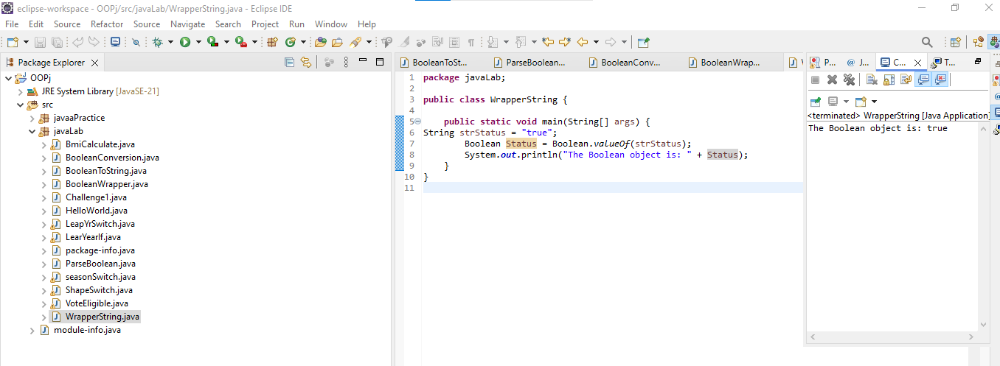 eclipse-workspace - OOPj/src/javaLab/WrapperString.java - Eclipse IDE
File Edit Source Refactor Source Navigate Search Project Run Window Help
Package Explorer
OOPj
JRE System Library [JavaSE-21]
src
javaaPractice
javaLab
BmiCalculate.java
BooleanConversion.java
BooleanToString.java
BooleanWrapper.java
Challenge1.java
HelloWorld.java
LeapYrSwitch.java
LearYearIf.java
package-info.java
ParseBoolean.java
seasonSwitch.java
ShapeSwitch.java
VoteEligible.java
WrapperString.java
module-info.java
BooleanToSt... ParseBoolean... BooleanConv... BooleanWrap...
1 package javaLab;
2
3 public class WrapperString {
4
5 public static void main(String[] args) {
6 String strStatus = "true";
7 Boolean Status = Boolean.valueOf(strStatus);
8 System.out.println("The Boolean object is: " + Status);
9 }
10 }
11
P... J... C... T...
<terminated> WrapperString [Java Application]
The Boolean object is: true